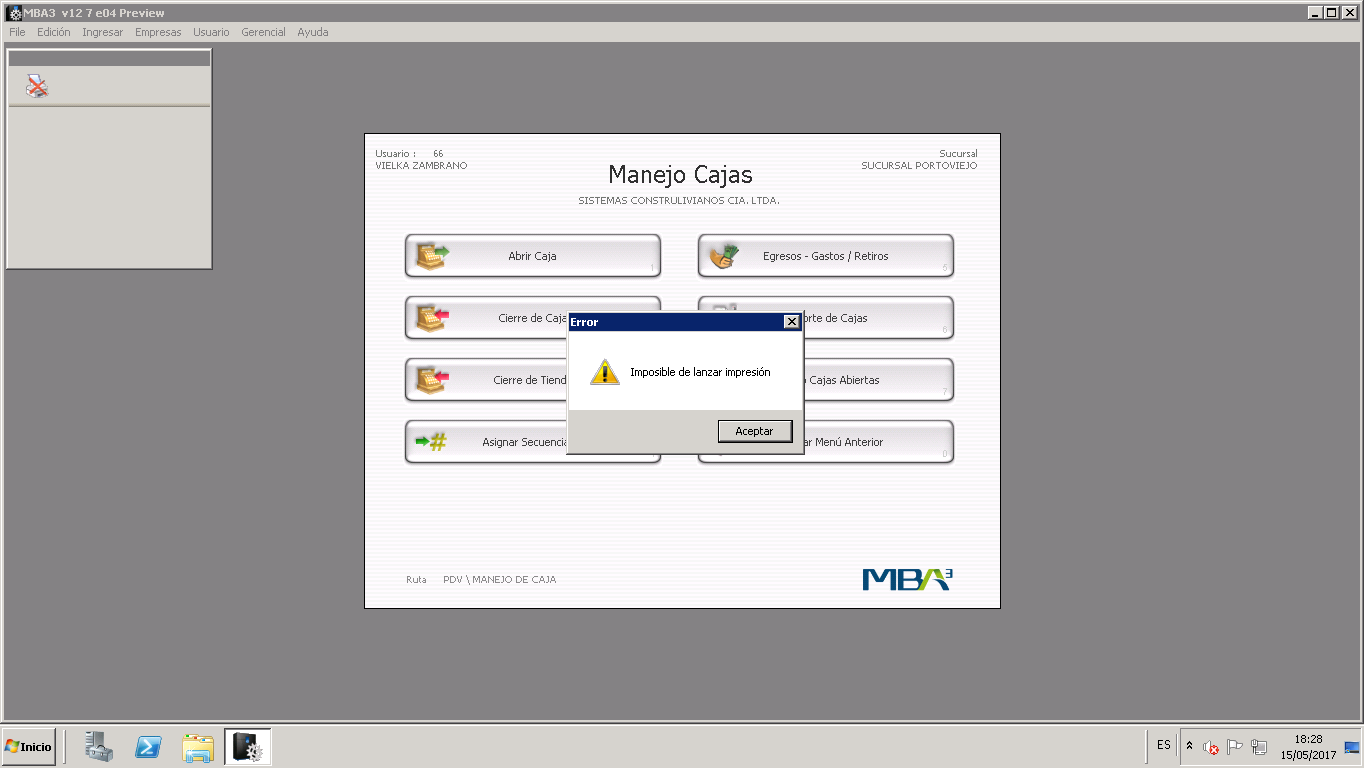 MBA3 v12 7 e04 Preview
File Edición Ingresar Empresas Usuario Gerencial Ayuda
Usuario : 66
VIELKA ZAMBRANO
Sucursal
SUCURSAL PORTOVIEJO
Manejo Cajas
SISTEMAS CONSTRULIVIANOS CIA. LTDA.
Abrir Caja 1
Egresos - Gastos / Retiros 5
Cierre de Caja
orte de Cajas 6
Cierre de Tiend
Cajas Abiertas 7
Asignar Secuencia
ar Menú Anterior 0
Error
Imposible de lanzar impresión
Aceptar
Ruta PDV \ MANEJO DE CAJA
MBA3
Inicio
ES
18:28
15/05/2017